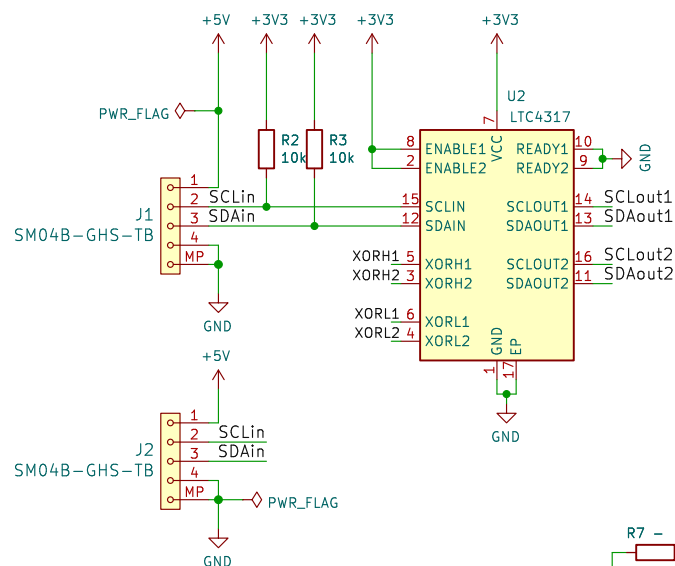 +5V +3V3 +3V3 +3V3 +3V3
U2
LTC4317
PWR_FLAG
7
VCC
R2
10k
R3
10k
8 ENABLE1 READY1 10
2 ENABLE2 READY2 9
GND
J1
SM04B-GHS-TB
1
2 SCLin
3 SDAin
4
MP
GND
15 SCLIN SCLOUT1 14 SCLout1
12 SDAIN SDAOUT1 13 SDAout1
XORH1 5 XORH1 SCLOUT2 16 SCLout2
XORH2 3 XORH2 SDAOUT2 11 SDAout2
XORL1 6 XORL1
XORL2 4 XORL2
GND EP
1 17
GND
+5V
J2
SM04B-GHS-TB
1
2 SCLin
3 SDAin
4
MP
PWR_FLAG
GND
R7 -